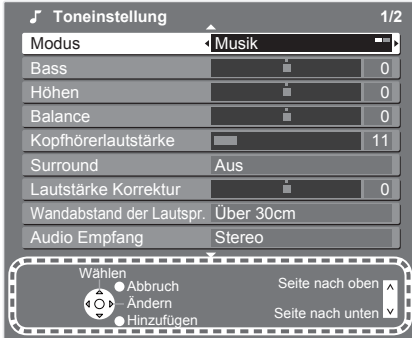 Toneinstellung 1/2
Modus Musik
Bass 0
Höhen 0
Balance 0
Kopfhörerlautstärke 11
Surround Aus
Lautstärke Korrektur 0
Wandabstand der Lautspr. Über 30cm
Audio Empfang Stereo
Wählen
Abbruch
Ändern
Hinzufügen
Seite nach oben
Seite nach unten